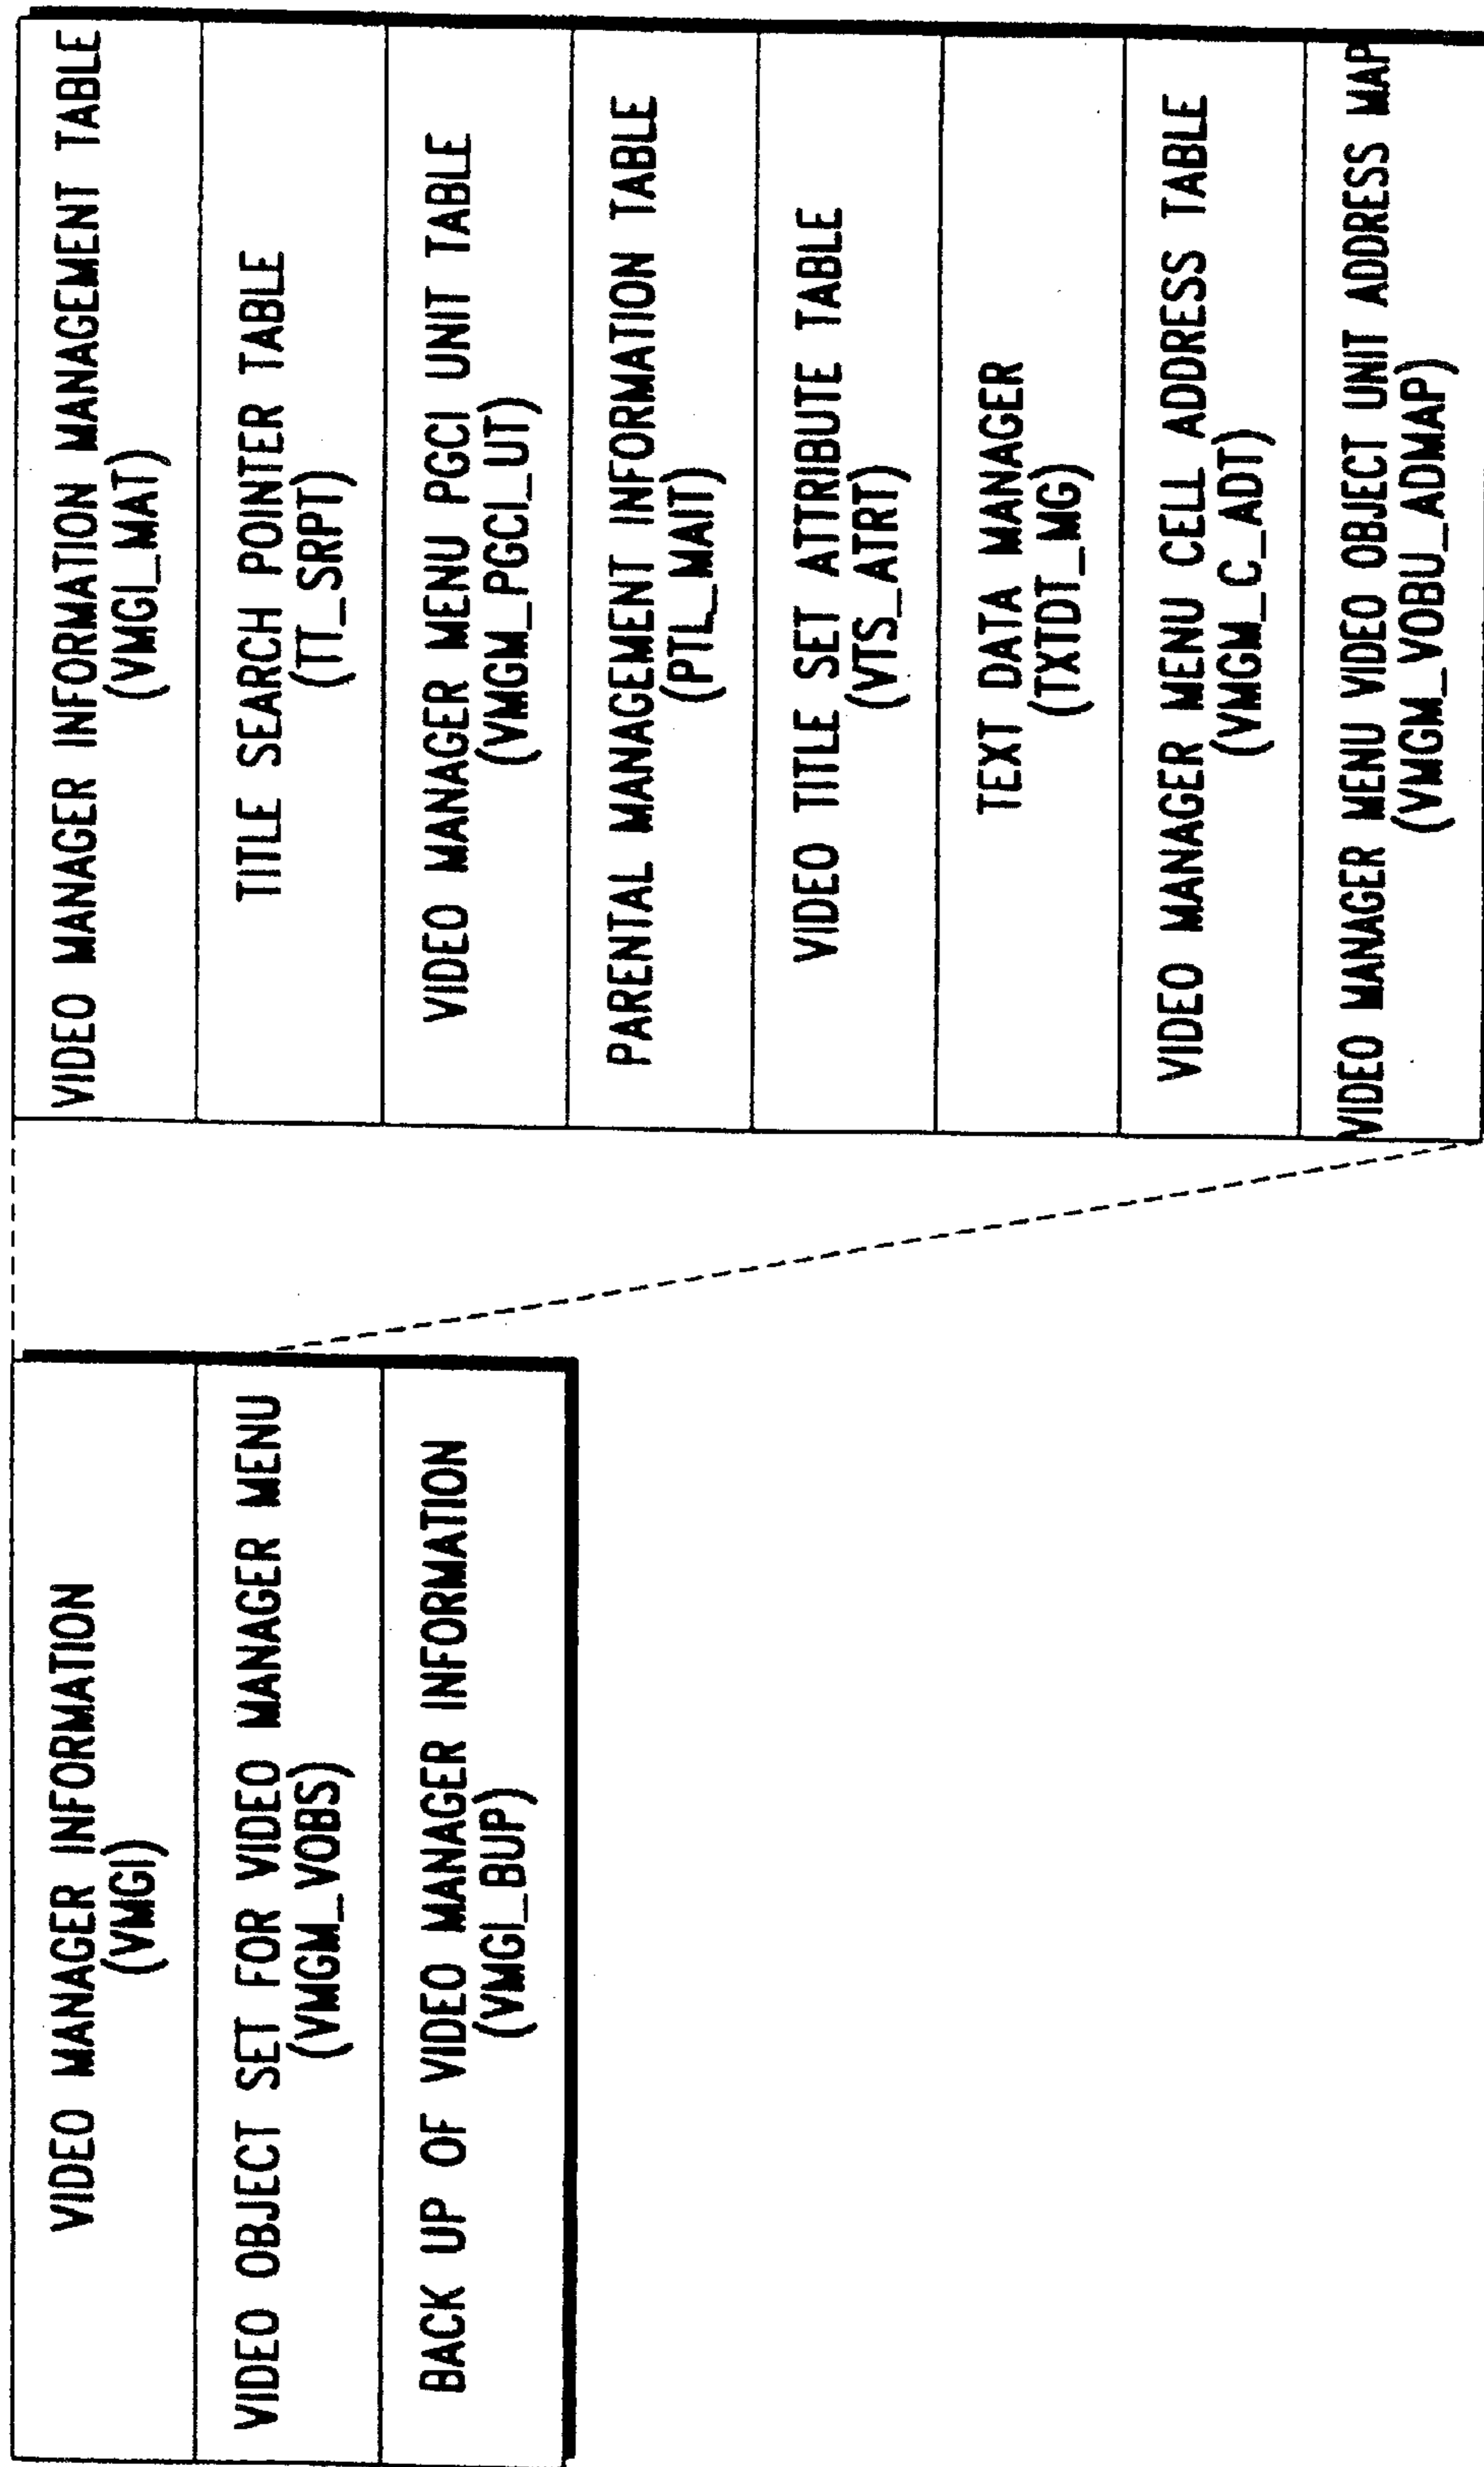 VIDEO MANAGER INFORMATION
(VMGI)
VIDEO OBJECT SET FOR VIDEO MANAGER MENU
(VMGM_VOBS)
BACK UP OF VIDEO MANAGER INFORMATION
(VMGI_BUP)
VIDEO MANAGER INFORMATION MANAGEMENT TABLE
(VMGI_MAT)
TITLE SEARCH POINTER TABLE
(TT_SRPT)
VIDEO MANAGER MENU PGCI UNIT TABLE
(VMGM_PGCI_UT)
PARENTAL MANAGEMENT INFORMATION TABLE
(PTL_MAIT)
VIDEO TITLE SET ATTRIBUTE TABLE
(VTS_ATRT)
TEXT DATA MANAGER
(TXTDT_MG)
VIDEO MANAGER MENU CELL ADDRESS TABLE
(VMGM_C_ADT)
VIDEO MANAGER MENU VIDEO OBJECT UNIT ADDRESS MAP
(VMGM_VOBU_ADMAP)